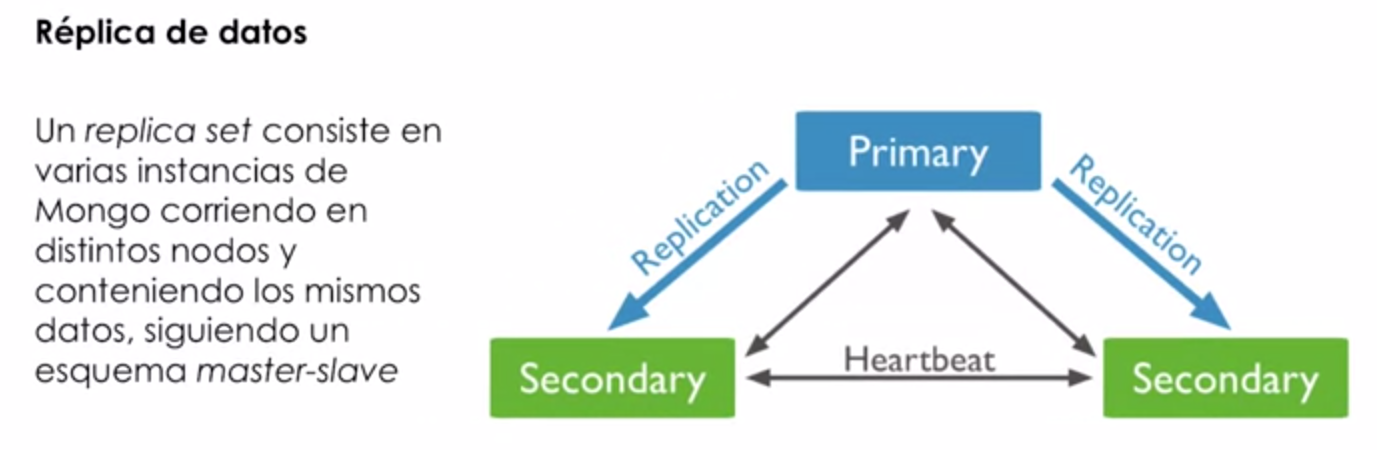 Réplica de datos
Un replica set consiste en
varias instancias de
Mongo corriendo en
distintos nodos y
conteniendo los mismos
datos, siguiendo un
esquema master-slave
Primary
Replication
Replication
Secondary
Heartbeat
Secondary